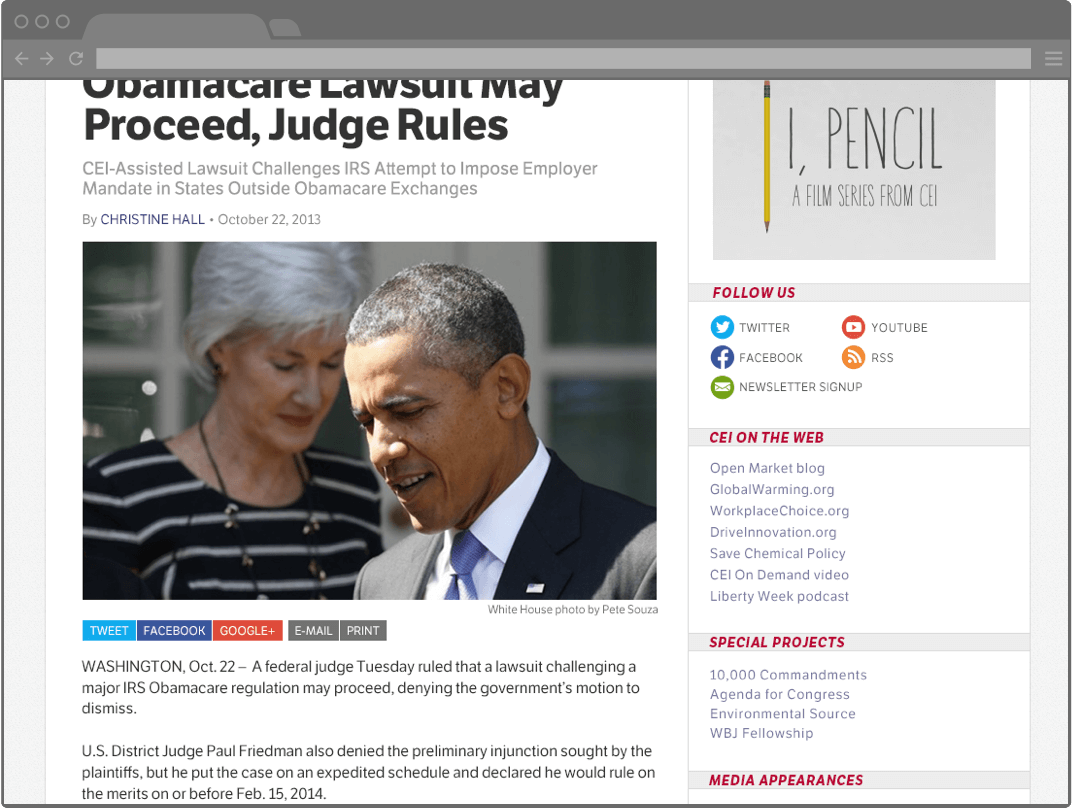 Obamacare Lawsuit May
Proceed, Judge Rules
CEI-Assisted Lawsuit Challenges IRS Attempt to Impose Employer
Mandate in States Outside Obamacare Exchanges
By CHRISTINE HALL • October 22, 2013
White House photo by Pete Souza
TWEET FACEBOOK GOOGLE+ E-MAIL PRINT
WASHINGTON, Oct. 22 – A federal judge Tuesday ruled that a lawsuit challenging a
major IRS Obamacare regulation may proceed, denying the government's motion to
dismiss.
U.S. District Judge Paul Friedman also denied the preliminary injunction sought by the
plaintiffs, but he put the case on an expedited schedule and declared he would rule on
the merits on or before Feb. 15, 2014.
I, PENCIL
A FILM SERIES FROM CEI
FOLLOW US
TWITTER YOUTUBE
FACEBOOK RSS
NEWSLETTER SIGNUP
CEI ON THE WEB
Open Market blog
GlobalWarming.org
WorkplaceChoice.org
DriveInnovation.org
Save Chemical Policy
CEI On Demand video
Liberty Week podcast
SPECIAL PROJECTS
10,000 Commandments
Agenda for Congress
Environmental Source
WBJ Fellowship
MEDIA APPEARANCES